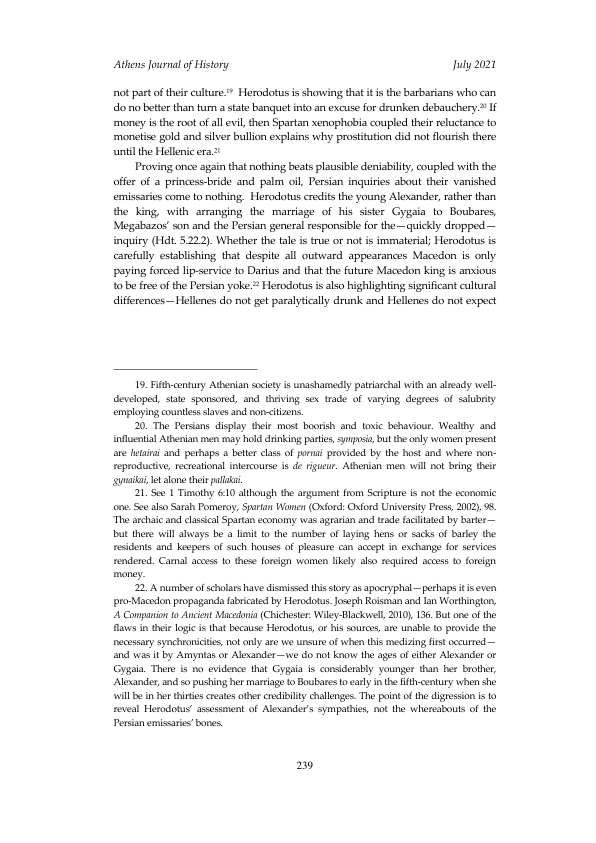 Athens Journal of History July 2021
not part of their culture.19 Herodotus is showing that it is the barbarians who can
do no better than turn a state banquet into an excuse for drunken debauchery.20 If
money is the root of all evil, then Spartan xenophobia coupled their reluctance to
monetise gold and silver bullion explains why prostitution did not flourish there
until the Hellenic era.21
Proving once again that nothing beats plausible deniability, coupled with the
offer of a princess-bride and palm oil, Persian inquiries about their vanished
emissaries come to nothing. Herodotus credits the young Alexander, rather than
the king, with arranging the marriage of his sister Gygaia to Boubares,
Megabazos’ son and the Persian general responsible for the—quickly dropped—
inquiry (Hdt. 5.22.2). Whether the tale is true or not is immaterial; Herodotus is
carefully establishing that despite all outward appearances Macedon is only
paying forced lip-service to Darius and that the future Macedon king is anxious
to be free of the Persian yoke.22 Herodotus is also highlighting significant cultural
differences—Hellenes do not get paralytically drunk and Hellenes do not expect
19. Fifth-century Athenian society is unashamedly patriarchal with an already well-
developed, state sponsored, and thriving sex trade of varying degrees of salubrity
employing countless slaves and non-citizens.
20. The Persians display their most boorish and toxic behaviour. Wealthy and
influential Athenian men may hold drinking parties, symposia, but the only women present
are hetairai and perhaps a better class of pornai provided by the host and where non-
reproductive, recreational intercourse is de rigueur. Athenian men will not bring their
gynaikai, let alone their pallakai.
21. See 1 Timothy 6:10 although the argument from Scripture is not the economic
one. See also Sarah Pomeroy, Spartan Women (Oxford: Oxford University Press, 2002), 98.
The archaic and classical Spartan economy was agrarian and trade facilitated by barter—
but there will always be a limit to the number of laying hens or sacks of barley the
residents and keepers of such houses of pleasure can accept in exchange for services
rendered. Carnal access to these foreign women likely also required access to foreign
money.
22. A number of scholars have dismissed this story as apocryphal—perhaps it is even
pro-Macedon propaganda fabricated by Herodotus. Joseph Roisman and Ian Worthington,
A Companion to Ancient Macedonia (Chichester: Wiley-Blackwell, 2010), 136. But one of the
flaws in their logic is that because Herodotus, or his sources, are unable to provide the
necessary synchronicities, not only are we unsure of when this medizing first occurred—
and was it by Amyntas or Alexander—we do not know the ages of either Alexander or
Gygaia. There is no evidence that Gygaia is considerably younger than her brother,
Alexander, and so pushing her marriage to Boubares to early in the fifth-century when she
will be in her thirties creates other credibility challenges. The point of the digression is to
reveal Herodotus’ assessment of Alexander’s sympathies, not the whereabouts of the
Persian emissaries’ bones.
239